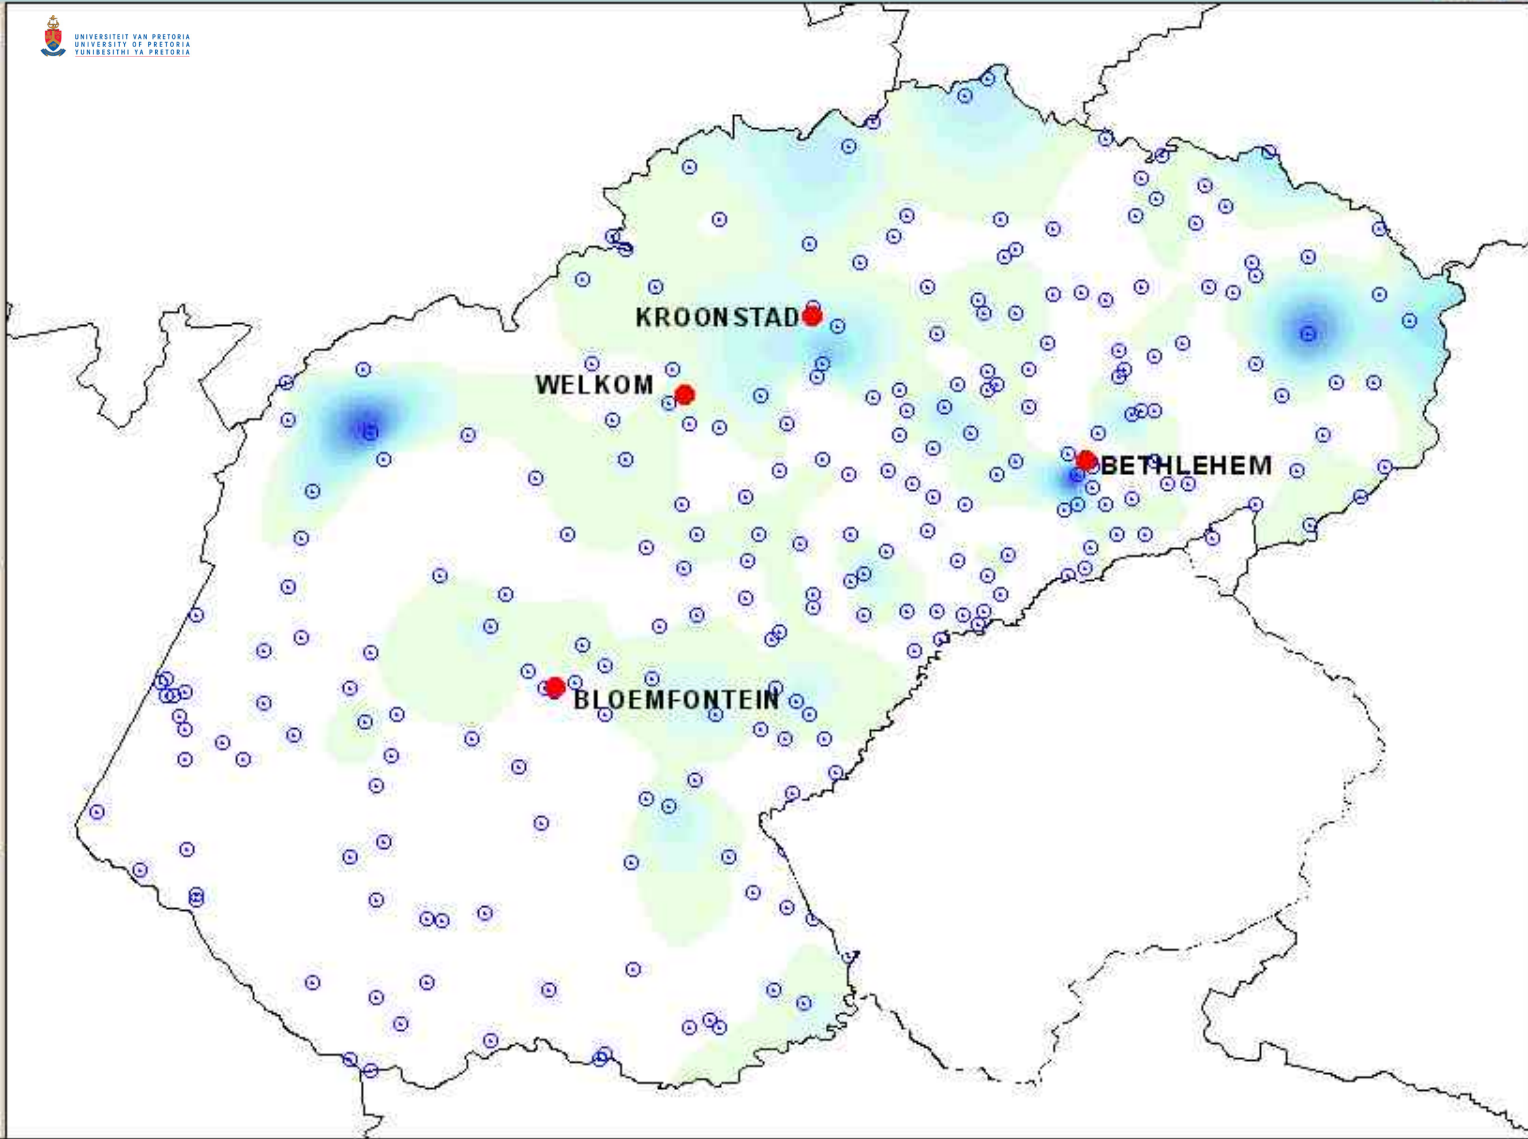 UNIVERSITEIT VAN PRETORIA
UNIVERSITY OF PRETORIA
YUNIBESITHI YA PRETORIA
KROONSTAD
WELKOM
BETHLEHEM
BLOEMFONTEIN